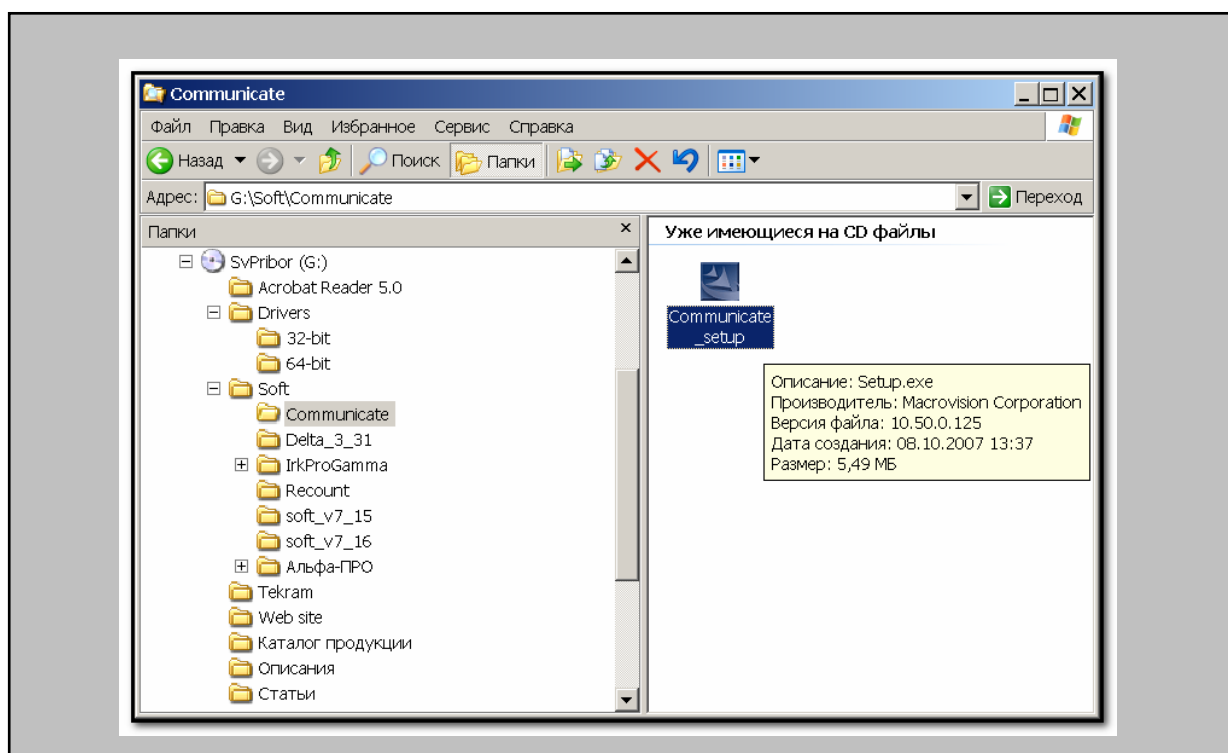 Communicate
Файл Правка Вид Избранное Сервис Справка
Назад Поиск Папки
Адрес: G:\Soft\Communicate Переход
Папки
SvPribor (G:)
Acrobat Reader 5.0
Drivers
32-bit
64-bit
Soft
Communicate
Delta_3_31
IrkProGamma
Recount
soft_v7_15
soft_v7_16
Альфа-ПРО
Tekram
Web site
Каталог продукции
Описания
Статьи
Уже имеющиеся на CD файлы
Communicate
_setup
Описание: Setup.exe
Производитель: Macrovision Corporation
Версия файла: 10.50.0.125
Дата создания: 08.10.2007 13:37
Размер: 5,49 МБ